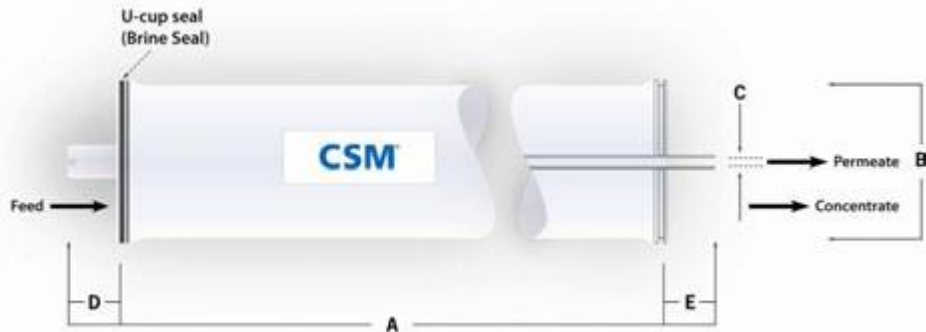 U-cup seal
(Brine Seal)
CSM
C
Permeate
B
Feed
Concentrate
D
A
E